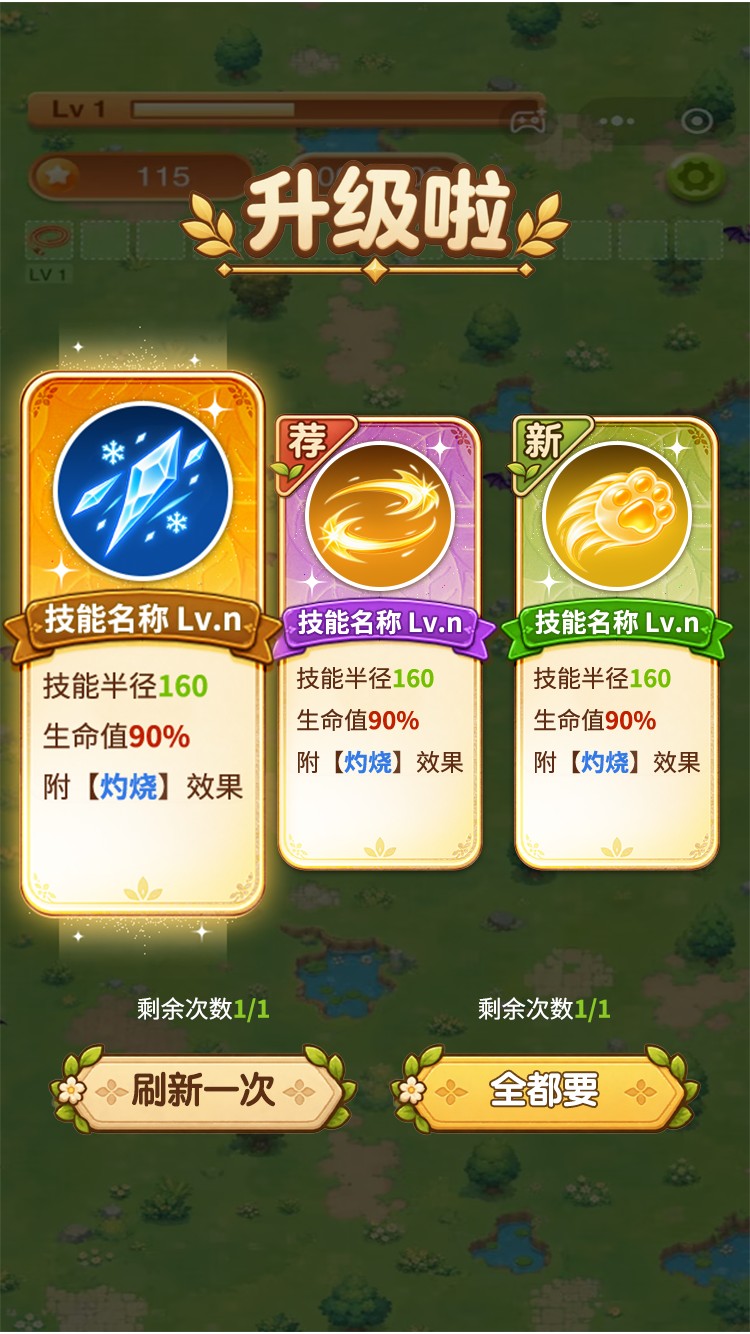 Lv 1
115
升级啦
LV 1
荐
新
技能名称 Lv.n
技能半径160
生命值90%
附【灼烧】效果
技能名称 Lv.n
技能半径160
生命值90%
附【灼烧】效果
技能名称 Lv.n
技能半径160
生命值90%
附【灼烧】效果
剩余次数1/1
剩余次数1/1
刷新一次
全都要